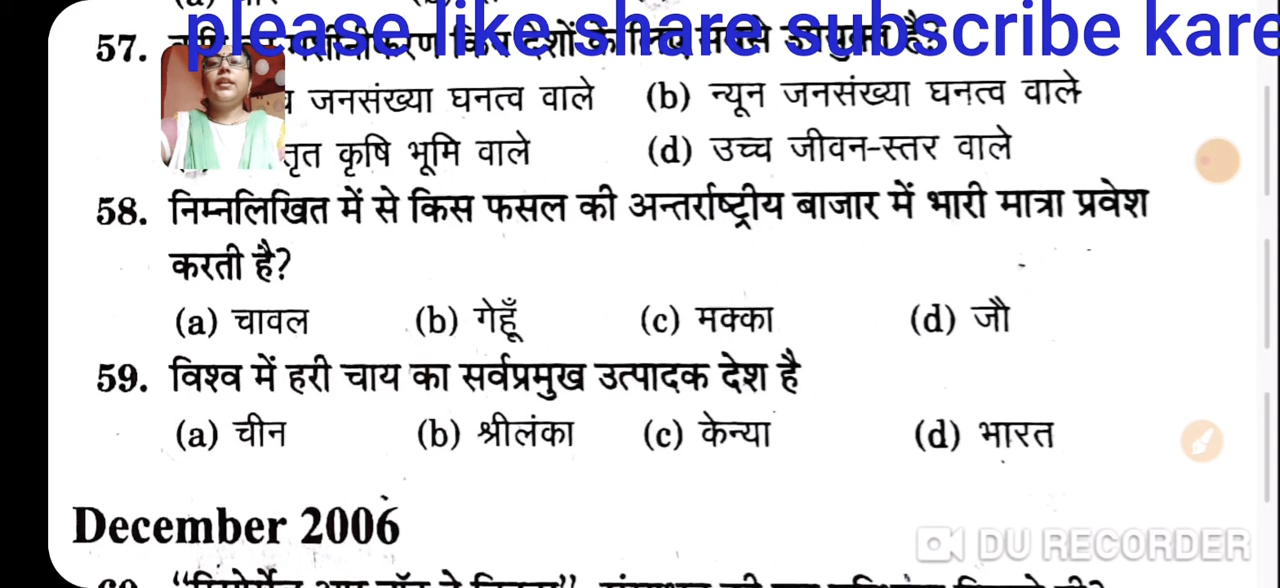 please like share subscribe kare
57.
जनसंख्या घनत्व वाले (b) न्यून जनसंख्या घनत्व वाले
कृषि भूमि वाले (d) उच्च जीवन-स्तर वाले
58. निम्नलिखित में से किस फसल की अन्तर्राष्ट्रीय बाजार में भारी मात्रा प्रवेश
करती है?
(a) चावल (b) गेहूँ (c) मक्का (d) जौ
59. विश्व में हरी चाय का सर्वप्रमुख उत्पादक देश है
(a) चीन (b) श्रीलंका (c) केन्या (d) भारत
December 2006
DU RECORDER